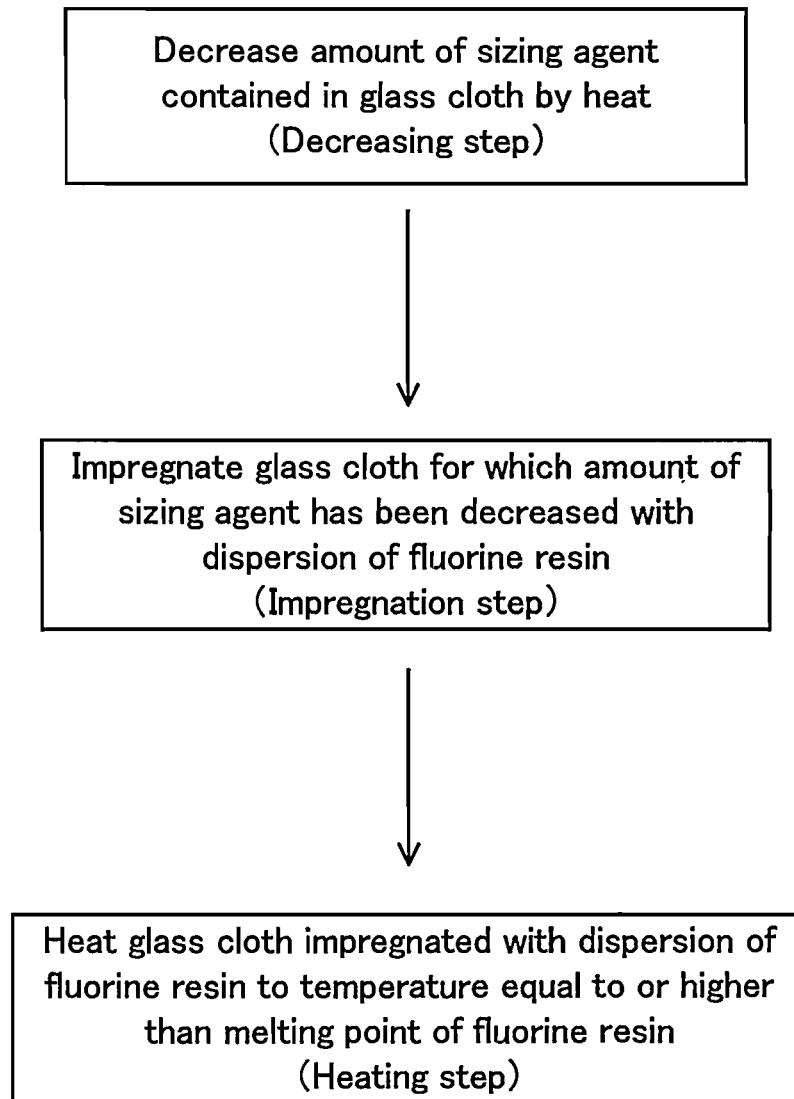 Decrease amount of sizing agent
contained in glass cloth by heat
(Decreasing step)
Impregnate glass cloth for which amount of
sizing agent has been decreased with
dispersion of fluorine resin
(Impregnation step)
Heat glass cloth impregnated with dispersion of
fluorine resin to temperature equal to or higher
than melting point of fluorine resin
(Heating step)